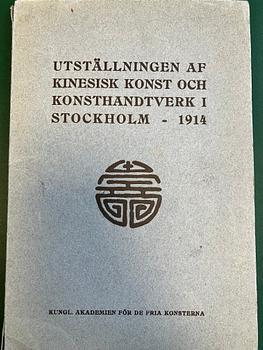 UTSTÄLLNINGEN AF
KINESISK KONST OCH
KONSTHANDTVERK I
STOCKHOLM - 1914
KUNGL. AKADEMIEN FÖR DE FRIA KONSTERNA